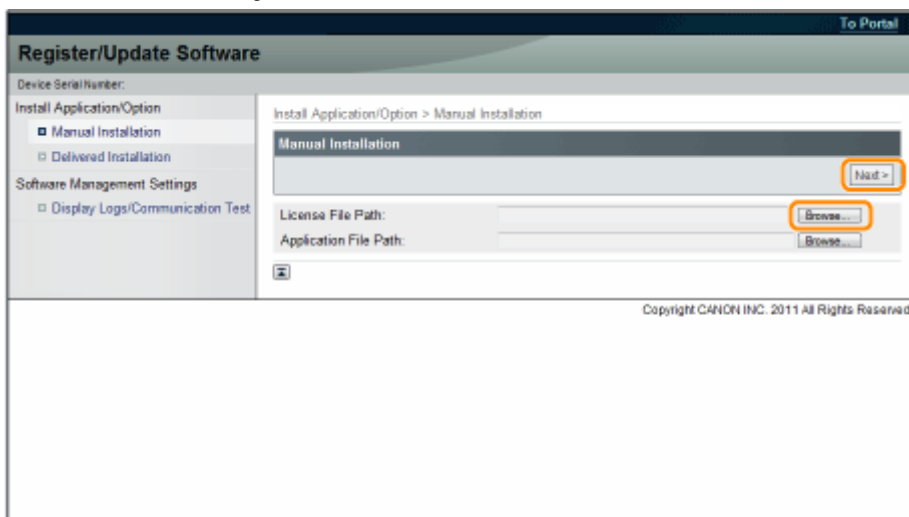 To Portal
Register/Update Software
Device Serial Number:
Install Application/Option
Manual Installation
Delivered Installation
Software Management Settings
Display Logs/Communication Test
Install Application/Option > Manual Installation
Manual Installation
Next >
License File Path:
Browse...
Application File Path:
Browse...
Copyright CANON INC. 2011 All Rights Reserved